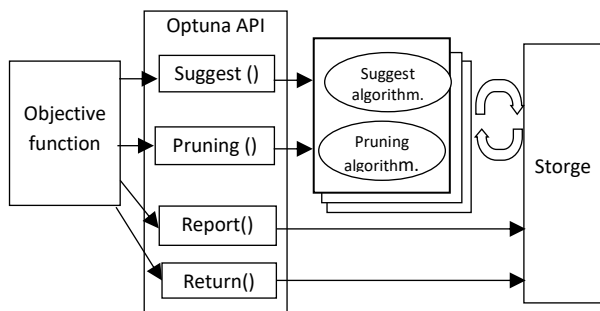 Optuna API
Objective
function
Suggest ()
Pruning ()
Report()
Return()
Suggest
algorithm.
Pruning
algorithm.
Storge